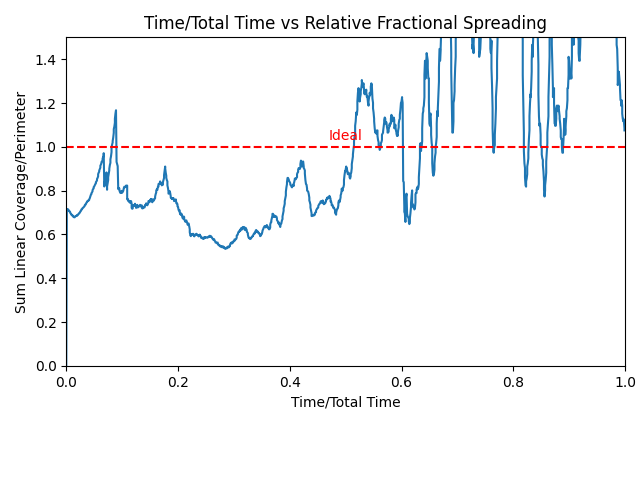 Time/Total Time vs Relative Fractional Spreading
Sum Linear Coverage/Perimeter
1.4
1.2
1.0
0.8
0.6
0.4
0.2
0.0
Ideal
0.0 0.2 0.4 0.6 0.8 1.0
Time/Total Time